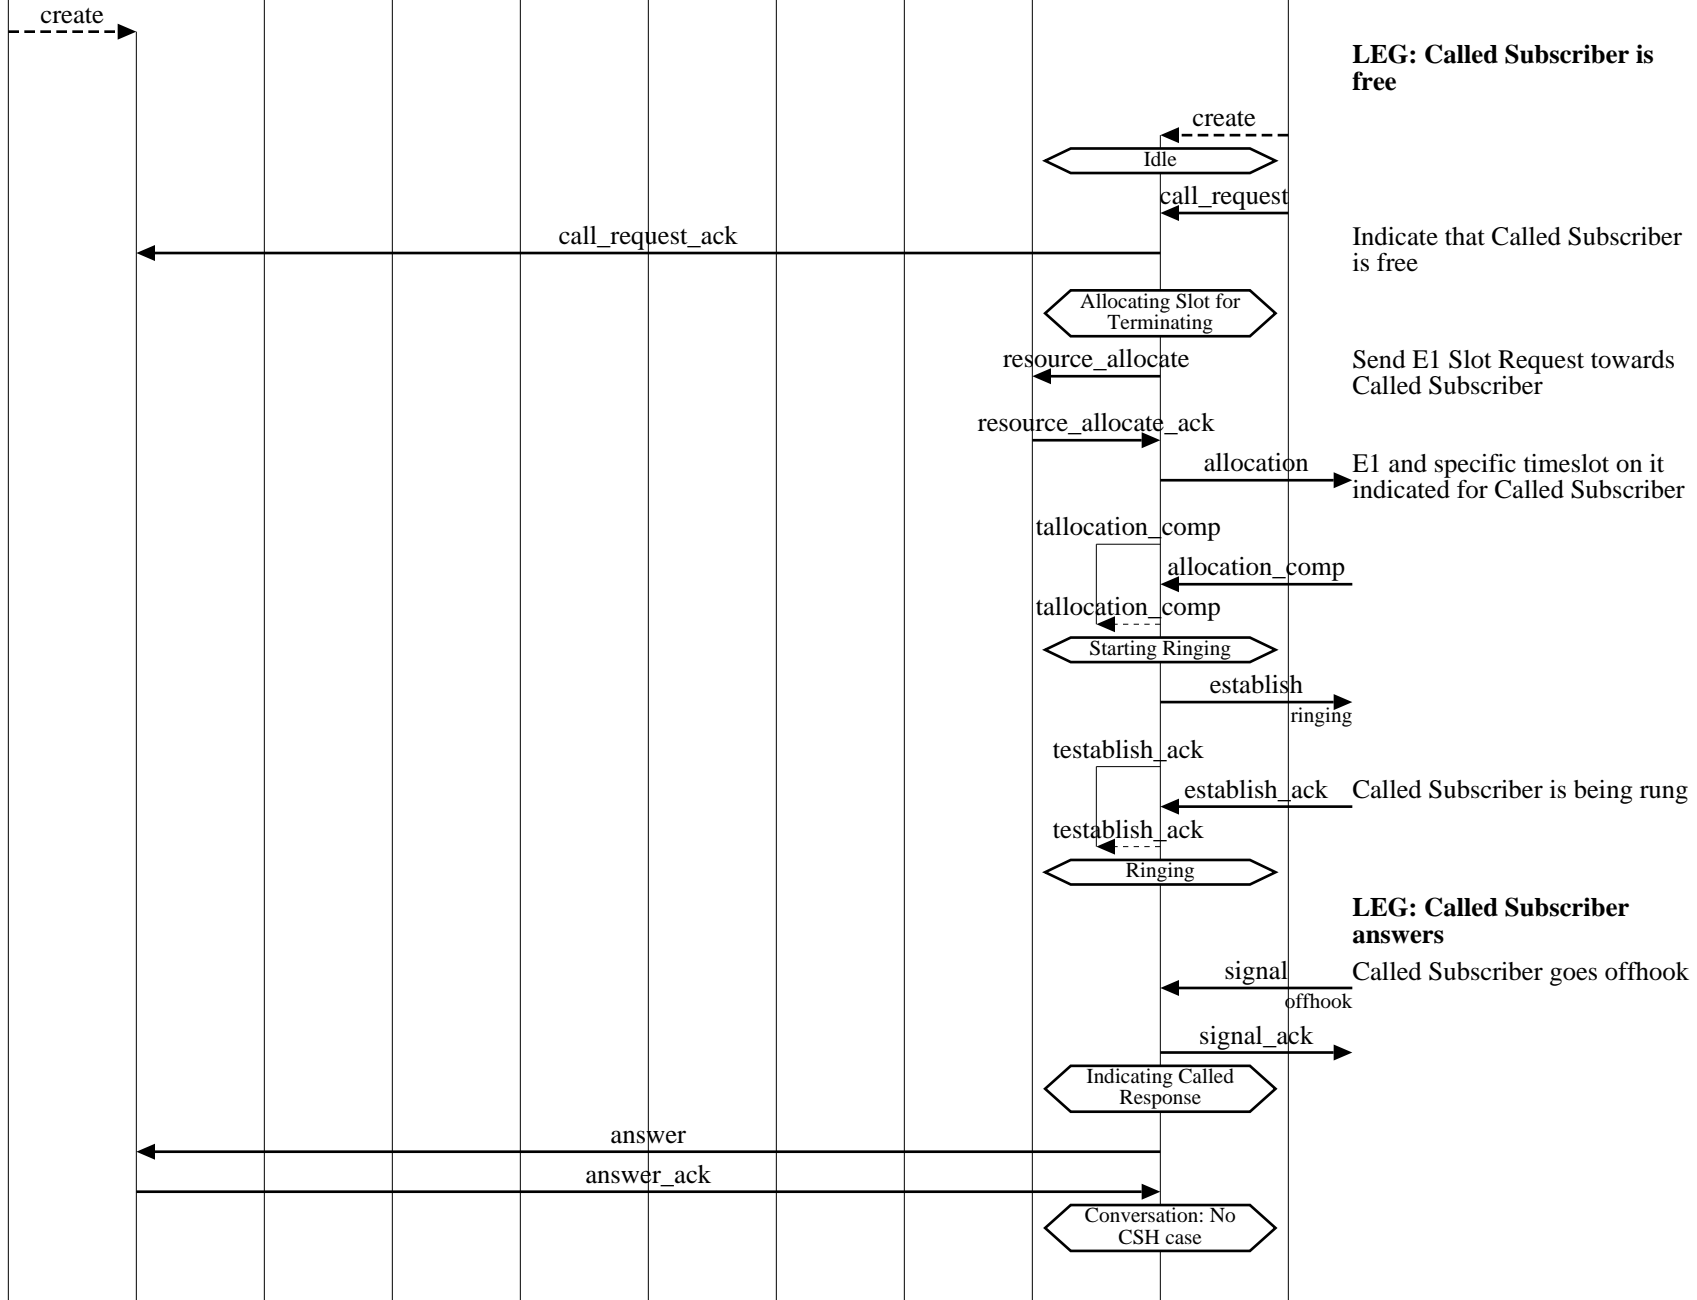 create
LEG: Called Subscriber is
free
create
Idle
call_request
call_request_ack
Indicate that Called Subscriber
is free
Allocating Slot for
Terminating
resource_allocate
Send E1 Slot Request towards
Called Subscriber
resource_allocate_ack
allocation
E1 and specific timeslot on it
indicated for Called Subscriber
tallocation_comp
allocation_comp
tallocation_comp
Starting Ringing
establish
ringing
testablish_ack
establish_ack
Called Subscriber is being rung
testablish_ack
Ringing
LEG: Called Subscriber
answers
signal
Called Subscriber goes offhook
offhook
signal_ack
Indicating Called
Response
answer
answer_ack
Conversation: No
CSH case